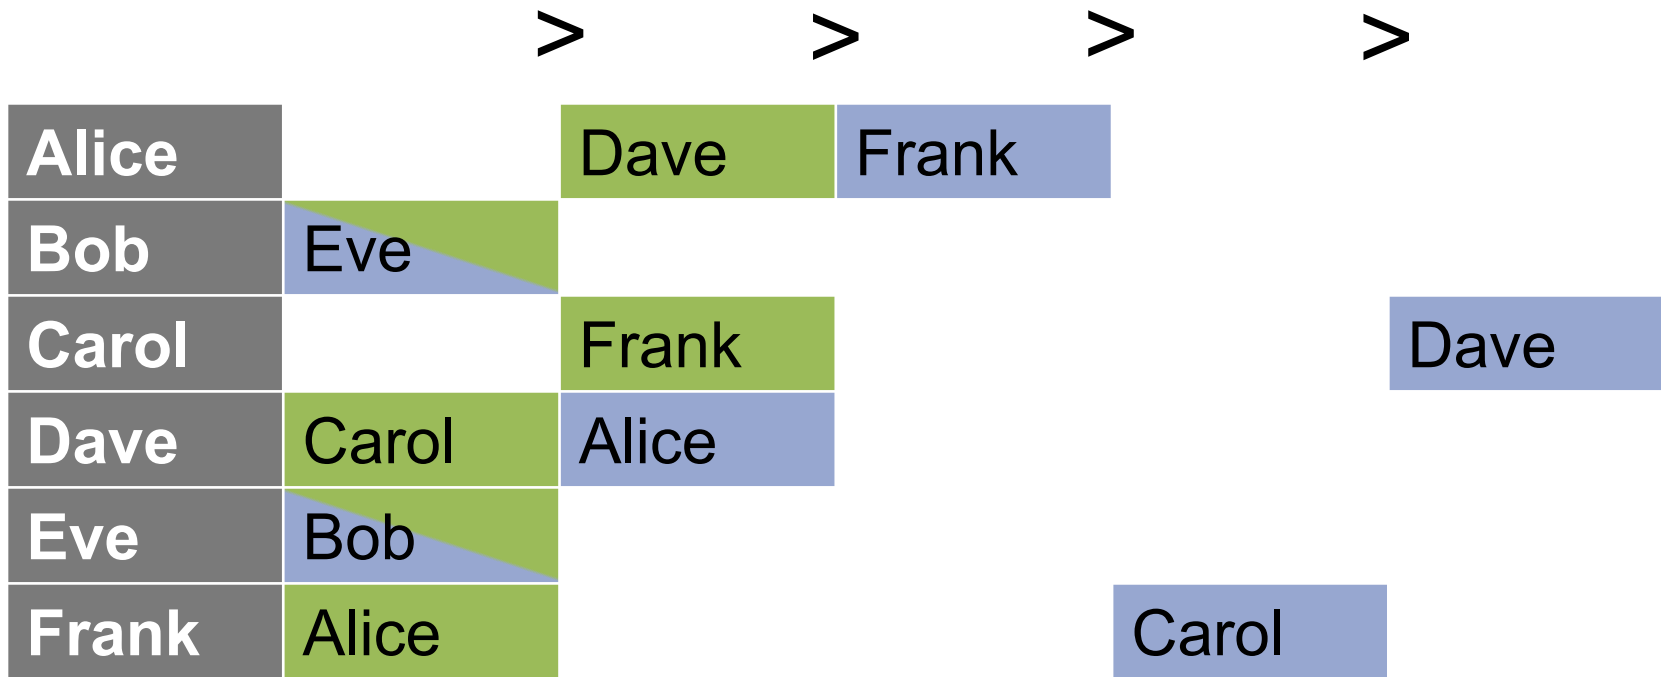 > > > >
Alice Dave Frank
Bob Eve
Carol Frank Dave
Dave Carol Alice
Eve Bob
Frank Alice Carol